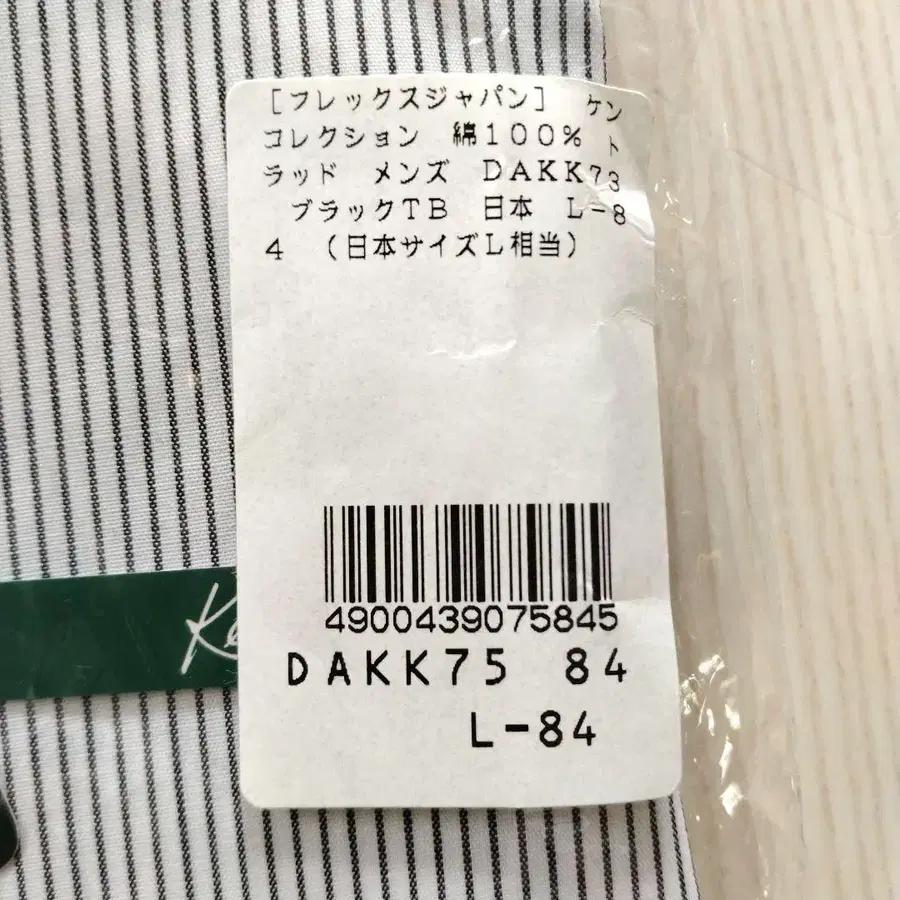 [フレックスジャパン] ケン
コレクション 綿100% ト
ラッド メンズ DAKK73
ブラックTB 日本 L-8
4 (日本サイズL相当)
4900439075845
DAKK75 84
L-84